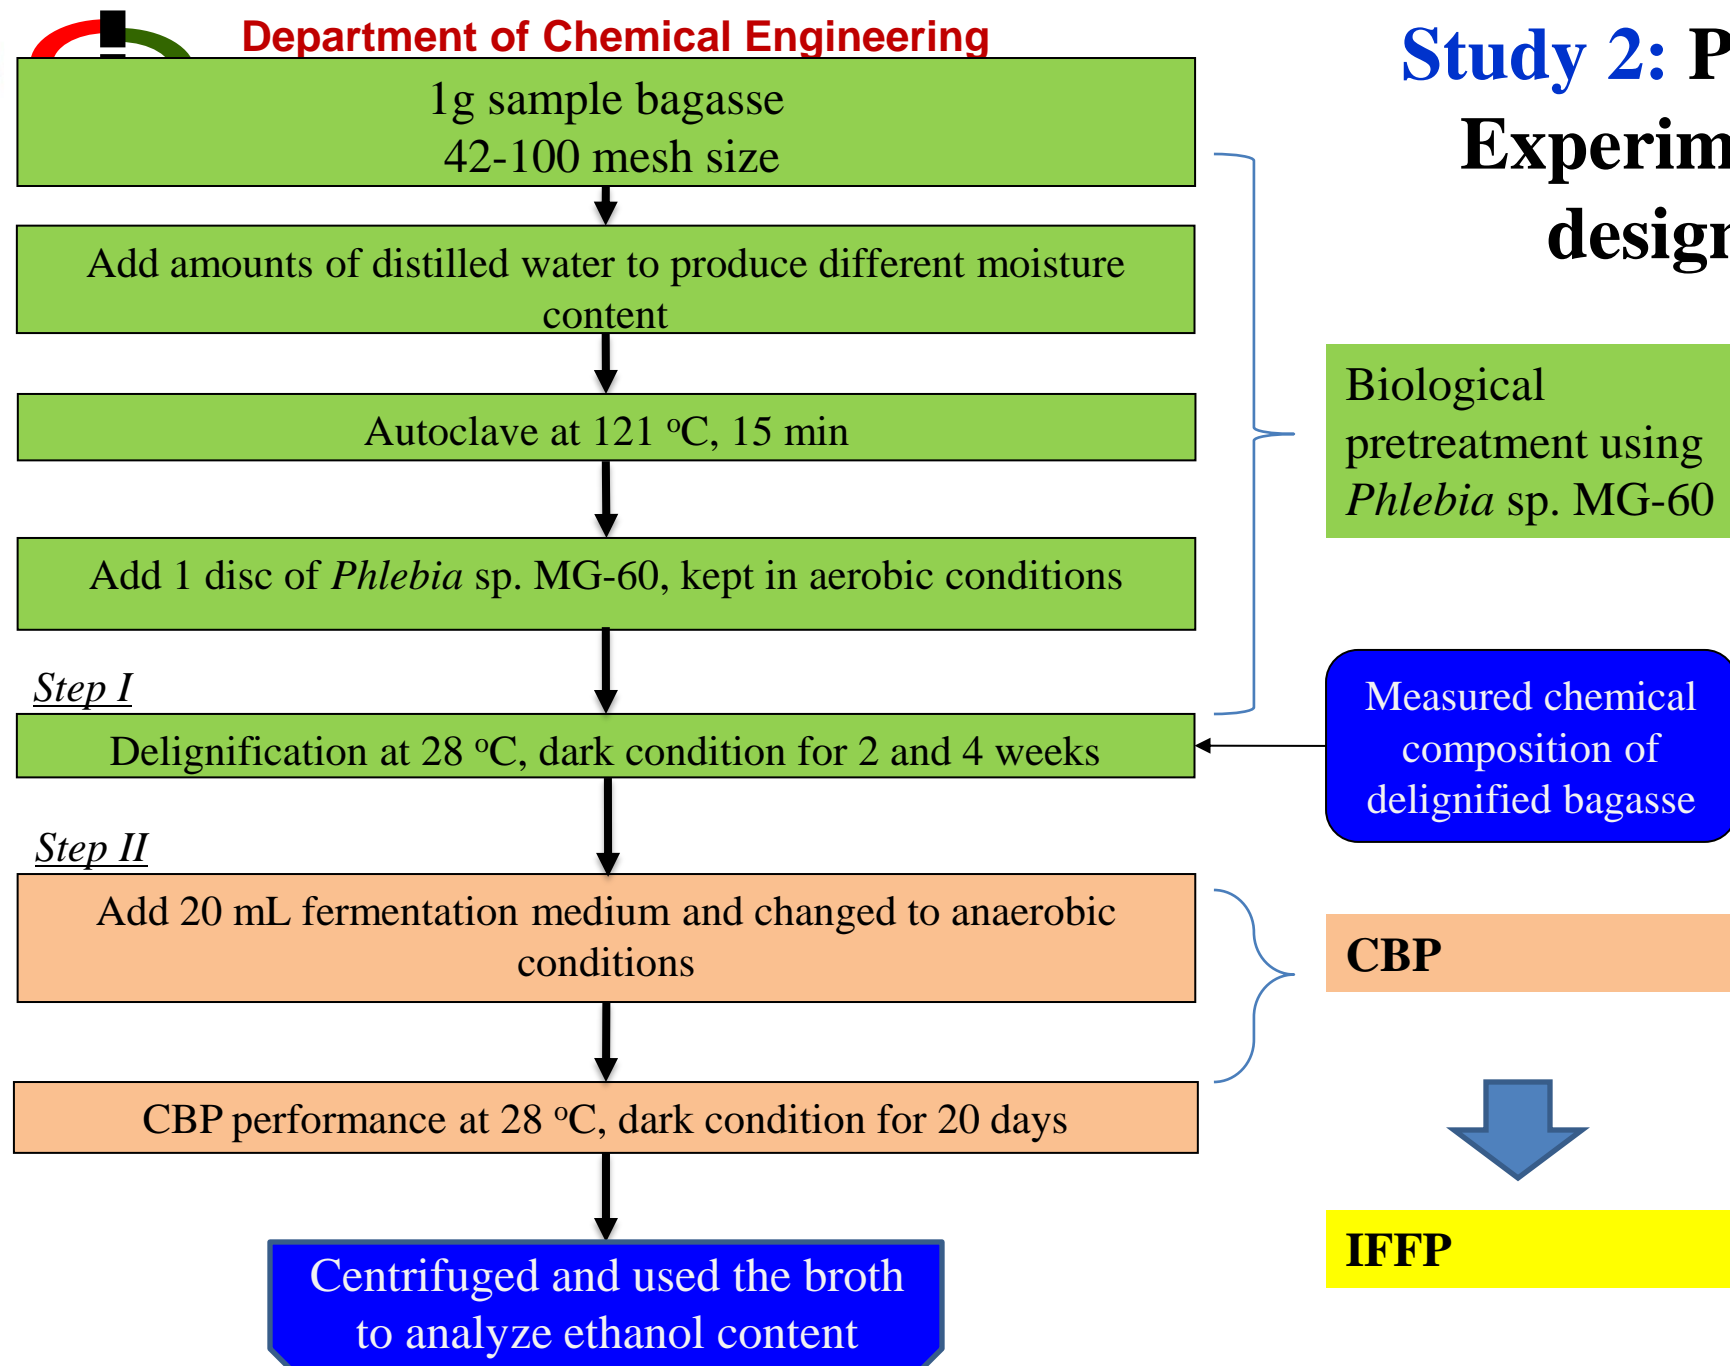 Department of Chemical Engineering
Study 2:
1g sample bagasse
42-100 mesh size
Add amounts of distilled water to produce different moisture
content
Autoclave at 121 ᵒC, 15 min
Add 1 disc of Phlebia sp. MG-60, kept in aerobic conditions
Biological
pretreatment using
Phlebia sp. MG-60
Step I
Delignification at 28 ᵒC, dark condition for 2 and 4 weeks
Measured chemical
composition of
delignified bagasse
Step II
Add 20 mL fermentation medium and changed to anaerobic
conditions
CBP
CBP performance at 28 ᵒC, dark condition for 20 days
IFFP
Centrifuged and used the broth
to analyze ethanol content